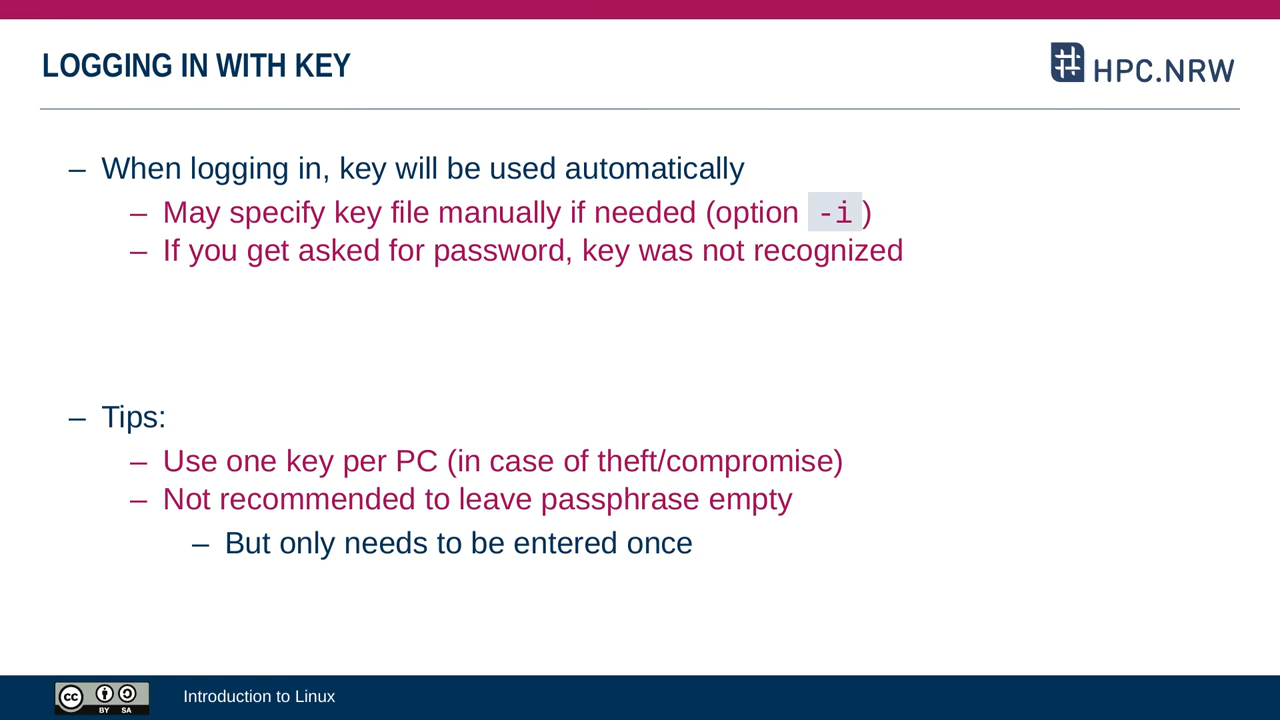 LOGGING IN WITH KEY
HPC.NRW
– When logging in, key will be used automatically
– May specify key file manually if needed (option -i)
– If you get asked for password, key was not recognized
– Tips:
– Use one key per PC (in case of theft/compromise)
– Not recommended to leave passphrase empty
– But only needs to be entered once
cc BY SA
Introduction to Linux